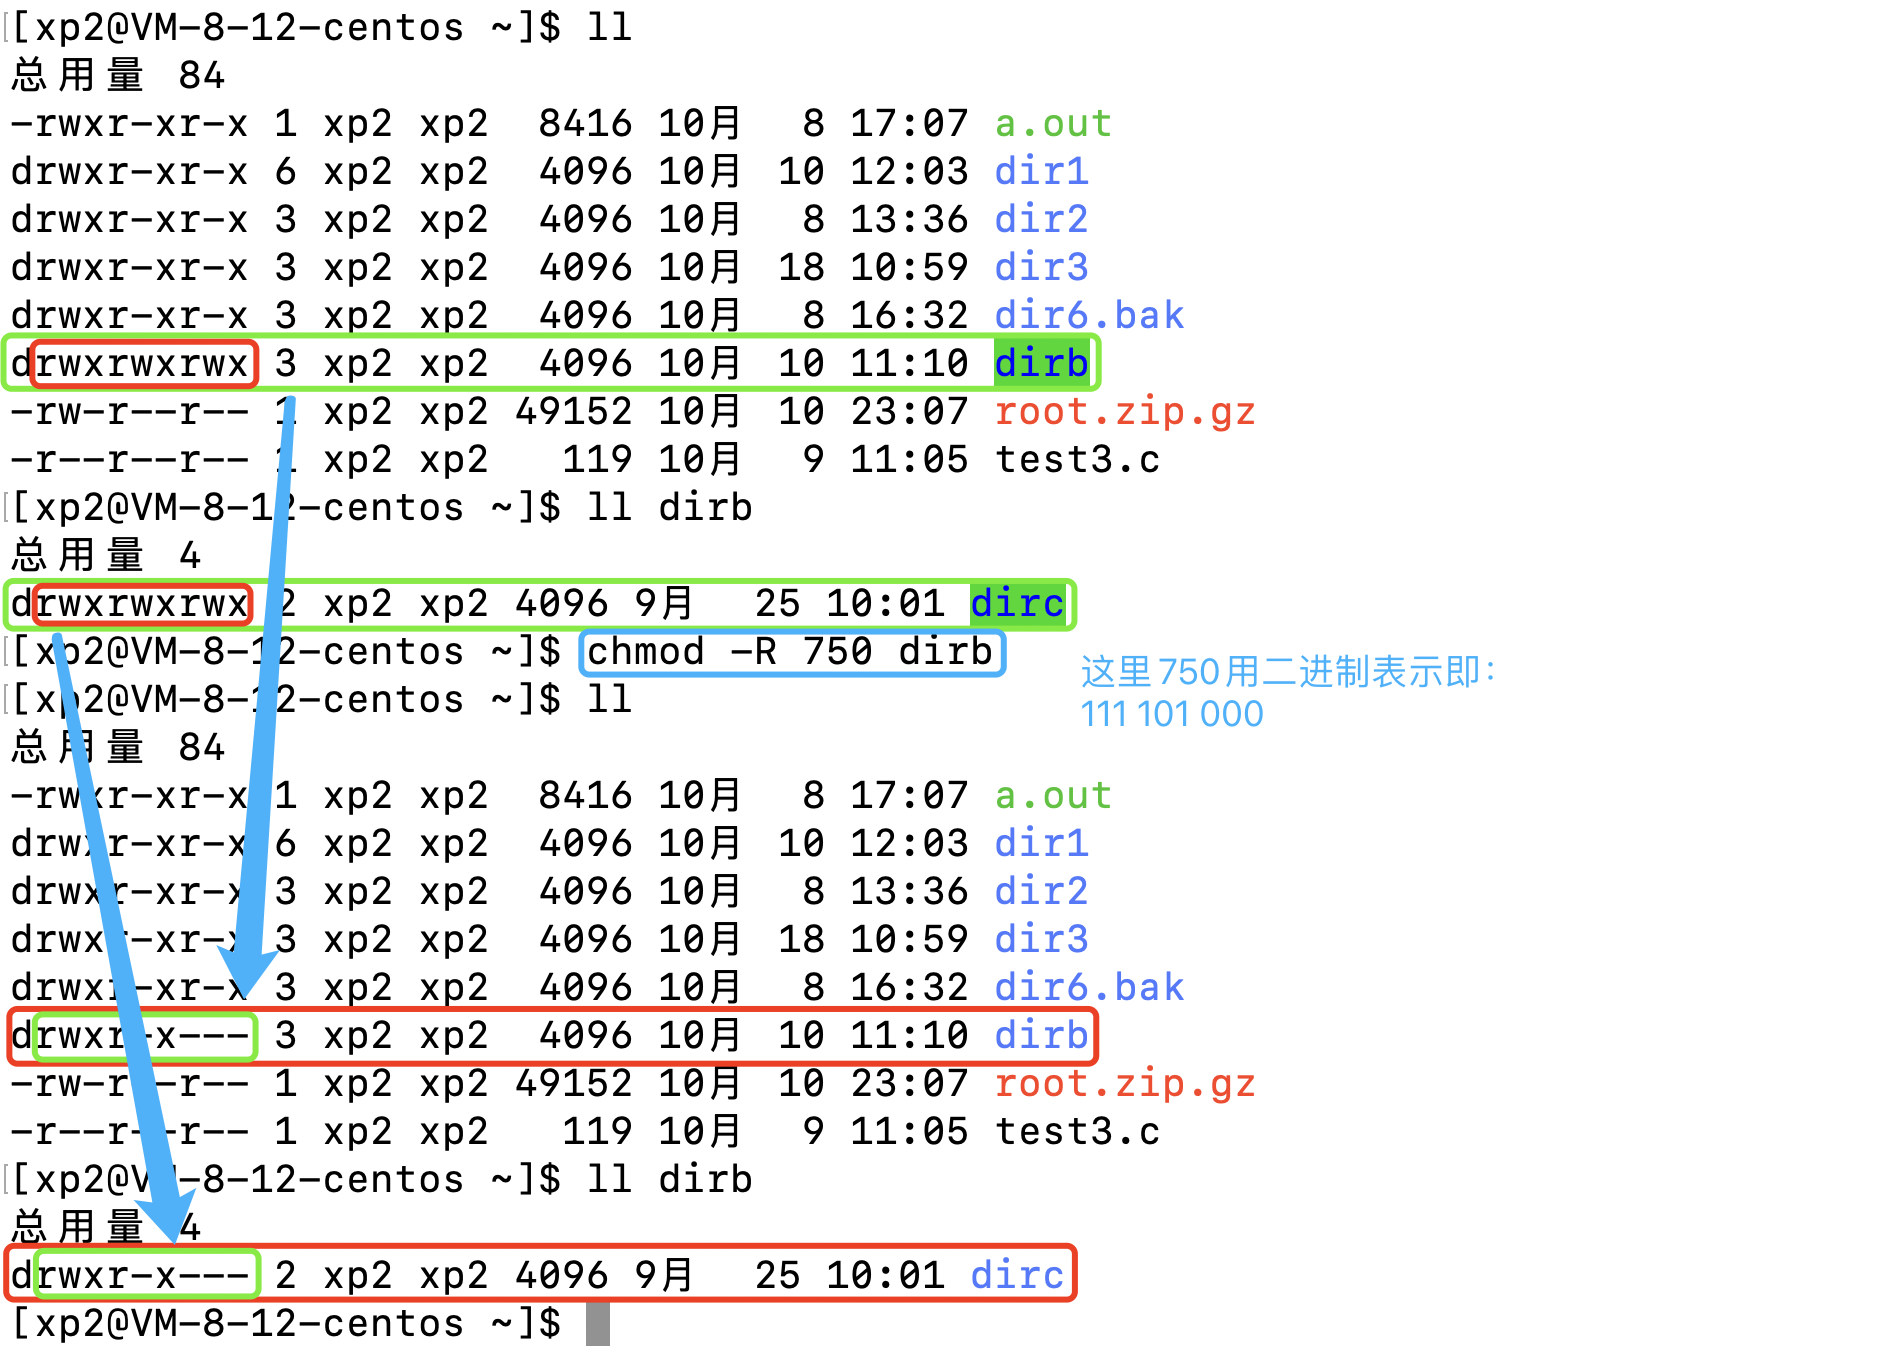 [xp2@VM-8-12-centos ~]$ ll
总用量 84
-rwxr-xr-x 1 xp2 xp2  8416 10月  8 17:07 a.out
drwxr-xr-x 6 xp2 xp2  4096 10月 10 12:03 dir1
drwxr-xr-x 3 xp2 xp2  4096 10月  8 13:36 dir2
drwxr-xr-x 3 xp2 xp2  4096 10月 18 10:59 dir3
drwxr-xr-x 3 xp2 xp2  4096 10月  8 16:32 dir6.bak
drwxrwxrwx 3 xp2 xp2  4096 10月 10 11:10 dirb
-rw-r--r-- 1 xp2 xp2 49152 10月 10 23:07 root.zip.gz
-r--r--r-- 1 xp2 xp2   119 10月  9 11:05 test3.c
[xp2@VM-8-12-centos ~]$ ll dirb
总用量 4
drwxrwxrwx 2 xp2 xp2 4096 9月  25 10:01 dirc
[xp2@VM-8-12-centos ~]$ chmod -R 750 dirb
这里750用二进制表示即：
111 101 000
[xp2@VM-8-12-centos ~]$ ll
总用量 84
-rwxr-xr-x 1 xp2 xp2  8416 10月  8 17:07 a.out
drwxr-xr-x 6 xp2 xp2  4096 10月 10 12:03 dir1
drwxr-xr-x 3 xp2 xp2  4096 10月  8 13:36 dir2
drwxr-xr-x 3 xp2 xp2  4096 10月 18 10:59 dir3
drwxr-xr-x 3 xp2 xp2  4096 10月  8 16:32 dir6.bak
drwxr-x--- 3 xp2 xp2  4096 10月 10 11:10 dirb
-rw-r--r-- 1 xp2 xp2 49152 10月 10 23:07 root.zip.gz
-r--r--r-- 1 xp2 xp2   119 10月  9 11:05 test3.c
[xp2@VM-8-12-centos ~]$ ll dirb
总用量 4
drwxr-x--- 2 xp2 xp2 4096 9月  25 10:01 dirc
[xp2@VM-8-12-centos ~]$